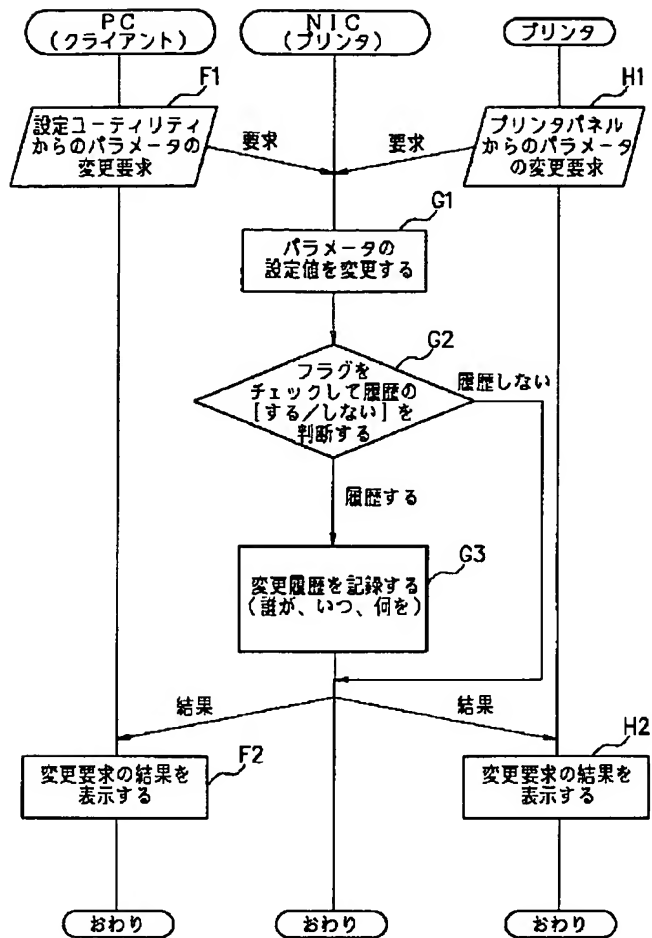 PC
(クライアント)
NIC
(プリンタ)
プリンタ
F1
設定ユーティリティ
からのパラメータの
変更要求
要求
要求
H1
プリンタパネル
からのパラメータ
の変更要求
G1
パラメータの
設定値を変更する
G2
フラグを
チェックして履歴の
[する/しない]を
判断する
履歴しない
履歴する
G3
変更履歴を記録する
(誰が、いつ、何を)
結果
結果
F2
変更要求の結果を
表示する
H2
変更要求の結果を
表示する
おわり
おわり
おわり